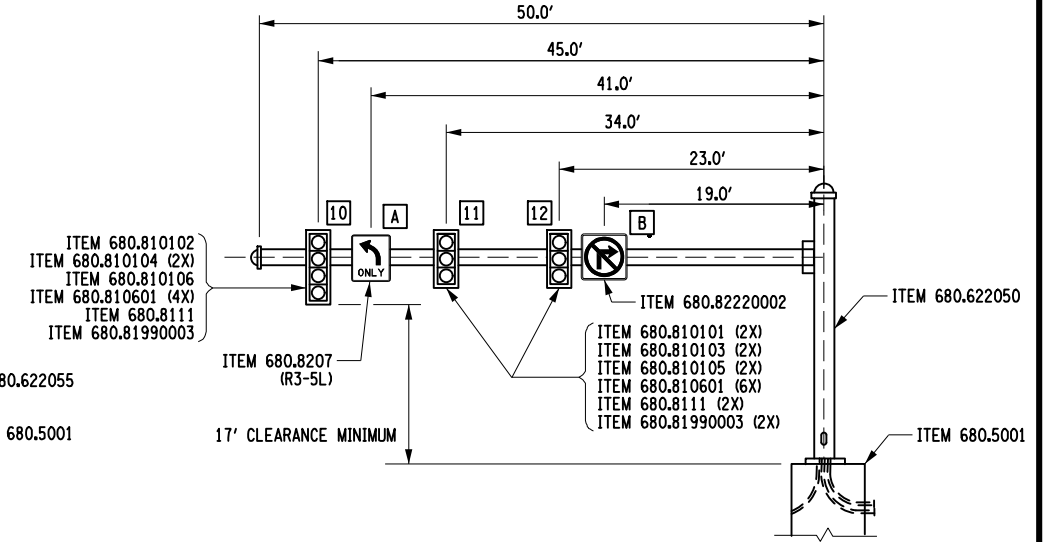 50.0'
45.0'
41.0'
34.0'
23.0'
19.0'
10
A
11
12
B
ONLY
ITEM 680.810102
ITEM 680.810104 (2X)
ITEM 680.810106
ITEM 680.810601 (4X)
ITEM 680.8111
ITEM 680.81990003
ITEM 680.82220002
ITEM 680.622050
ITEM 680.8207
(R3-5L)
ITEM 680.810101 (2X)
ITEM 680.810103 (2X)
ITEM 680.810105 (2X)
ITEM 680.810601 (6X)
ITEM 680.8111 (2X)
ITEM 680.81990003 (2X)
80.622055
680.5001
17' CLEARANCE MINIMUM
ITEM 680.5001